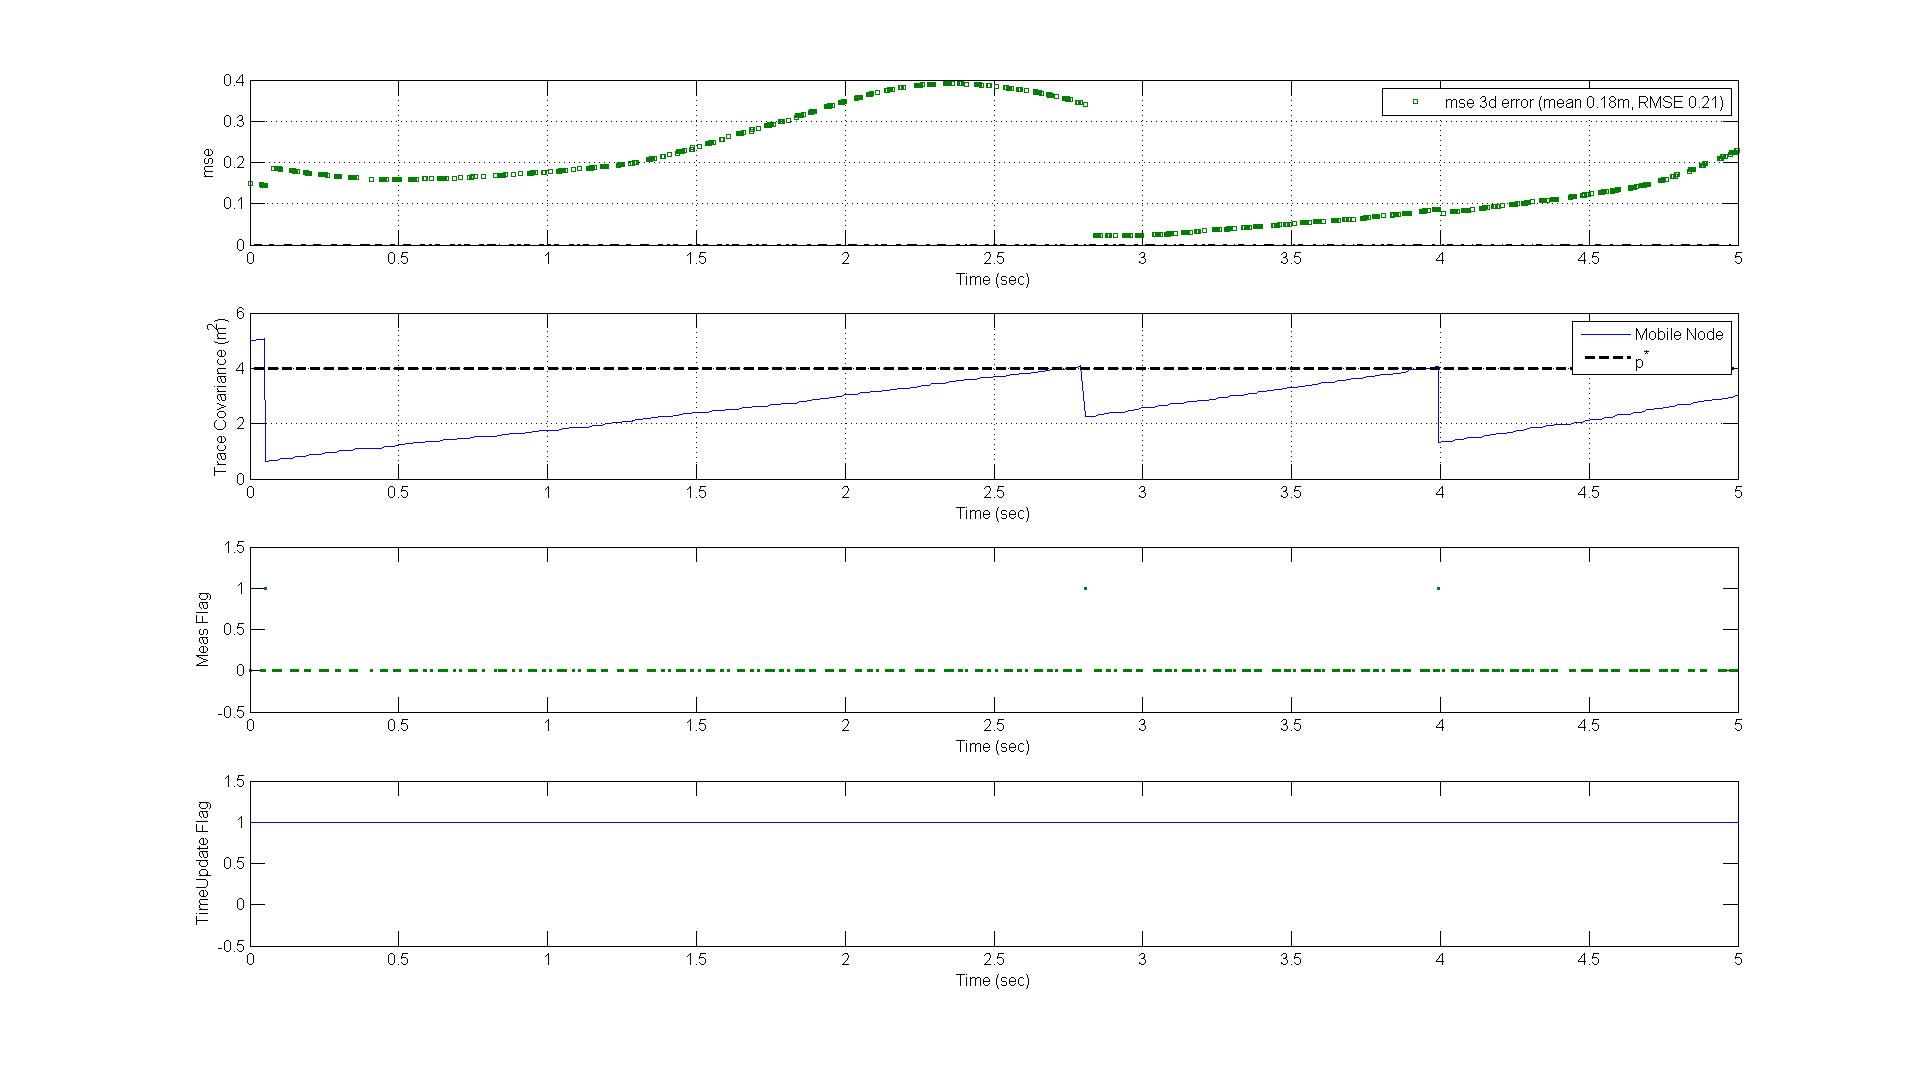 0.4
0.3
0.2
0.1
0
mse
mse 3d error (mean 0.18m, RMSE 0.21)
0 0.5 1 1.5 2 2.5 3 3.5 4 4.5 5
Time (sec)
6
4
2
0
Trace Covariance (m^2)
Mobile Node
p^*
0 0.5 1 1.5 2 2.5 3 3.5 4 4.5 5
Time (sec)
1.5
1
0.5
0
-0.5
Meas Flag
0 0.5 1 1.5 2 2.5 3 3.5 4 4.5 5
Time (sec)
1.5
1
0.5
0
-0.5
TimeUpdate Flag
0 0.5 1 1.5 2 2.5 3 3.5 4 4.5 5
Time (sec)